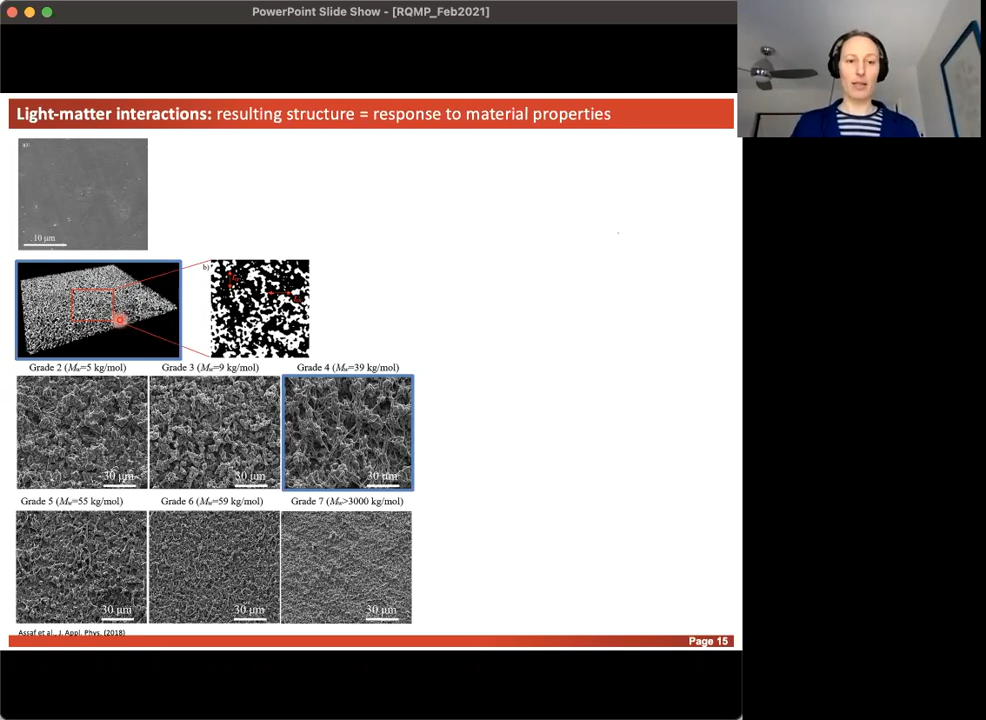 PowerPoint Slide Show - [RQMP_Feb2021]
Light-matter interactions: resulting structure = response to material properties
10 μm
b)
Grade 2 (Mw=5 kg/mol)
Grade 3 (Mw=9 kg/mol)
Grade 4 (Mw=39 kg/mol)
30 μm
30 μm
30 μm
Grade 5 (Mw=55 kg/mol)
Grade 6 (Mw=59 kg/mol)
Grade 7 (Mw>3000 kg/mol)
30 μm
30 μm
30 μm
Assaf et al., J. Appl. Phys. (2018)
Page 15